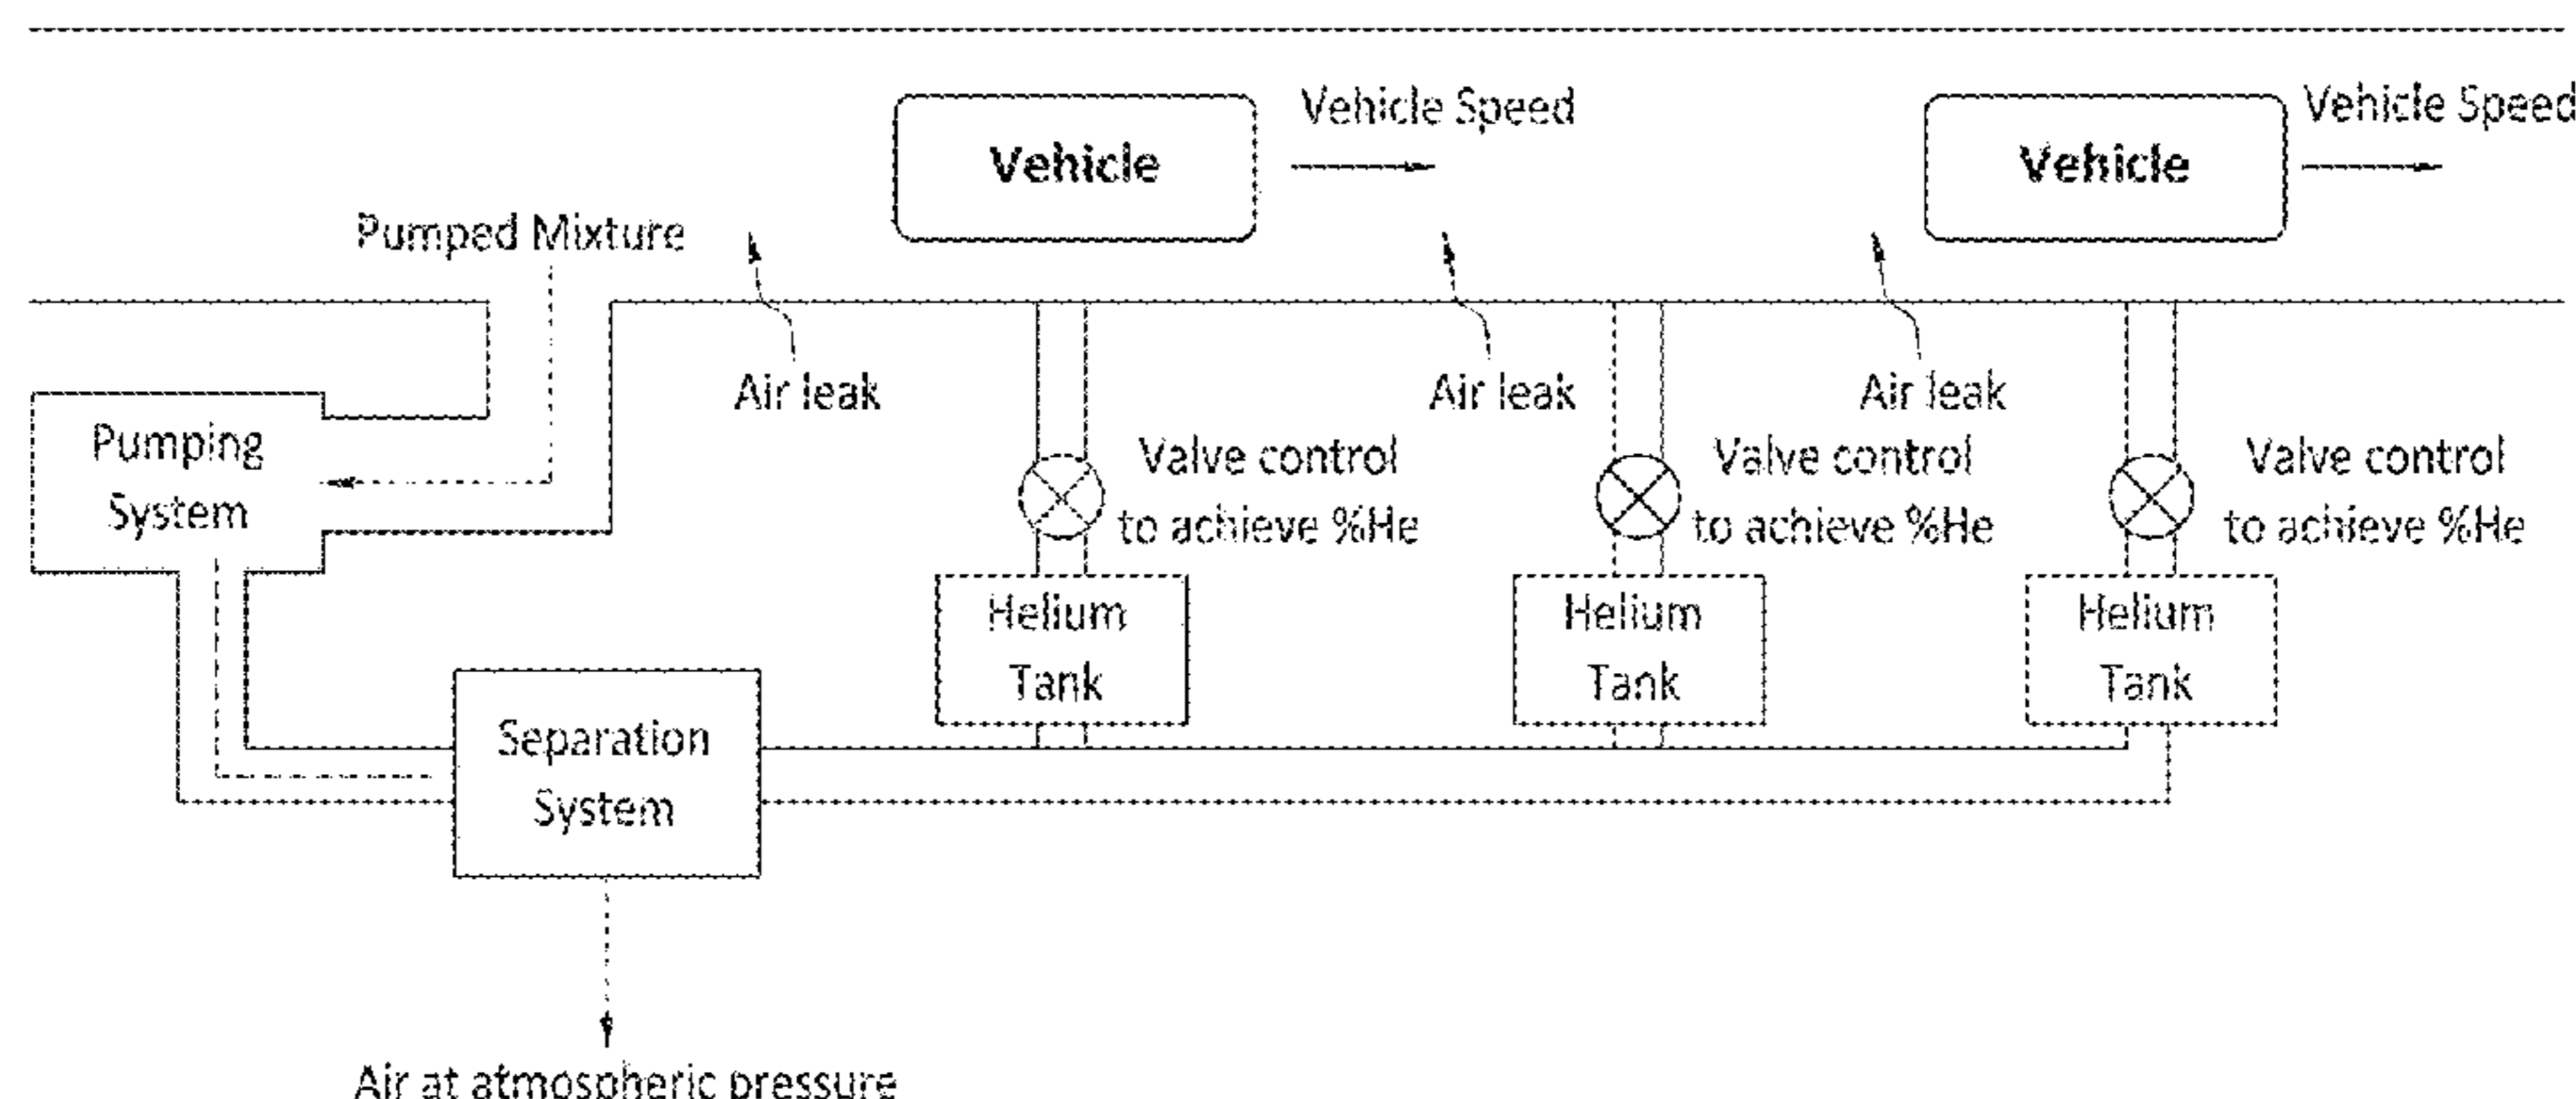 Vehicle Speed
Vehicle
Vehicle Speed
Vehicle
Pumped Mixture
Air leak
Air leak
Air leak
Pumping
System
Valve control
to achieve %He
Valve control
to achieve %He
Valve control
to achieve %He
Helium
Tank
Helium
Tank
Helium
Tank
Separation
System
Air at atmospheric pressure